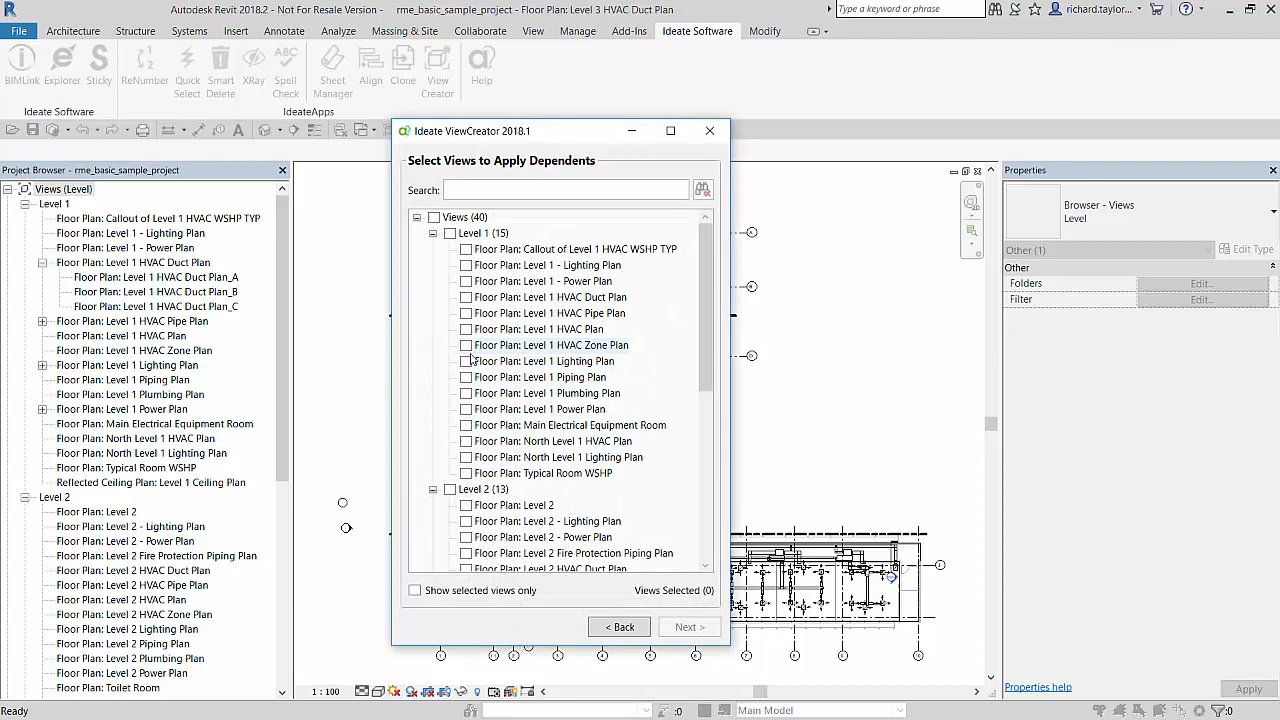 Autodesk Revit 2018.2 - Not For Resale Version - rme_basic_sample_project - Floor Plan: Level 3 HVAC Duct Plan
Type a keyword or phrase
richard.taylor...
File Architecture Structure Systems Insert Annotate Analyze Massing & Site Collaborate View Manage Add-Ins Ideate Software Modify
BIMLink Explorer Sticky
Ideate Software
ReNumber Quick Select Smart Delete XRay Spell Check Sheet Manager Align Clone View Creator Help
IdeateApps
Project Browser - rme_basic_sample_project
Views (Level)
Level 1
Floor Plan: Callout of Level 1 HVAC WSHP TYP
Floor Plan: Level 1 - Lighting Plan
Floor Plan: Level 1 - Power Plan
Floor Plan: Level 1 HVAC Duct Plan
Floor Plan: Level 1 HVAC Duct Plan_A
Floor Plan: Level 1 HVAC Duct Plan_B
Floor Plan: Level 1 HVAC Duct Plan_C
Floor Plan: Level 1 HVAC Pipe Plan
Floor Plan: Level 1 HVAC Plan
Floor Plan: Level 1 HVAC Zone Plan
Floor Plan: Level 1 Lighting Plan
Floor Plan: Level 1 Piping Plan
Floor Plan: Level 1 Plumbing Plan
Floor Plan: Level 1 Power Plan
Floor Plan: Main Electrical Equipment Room
Floor Plan: North Level 1 HVAC Plan
Floor Plan: North Level 1 Lighting Plan
Floor Plan: Typical Room WSHP
Reflected Ceiling Plan: Level 1 Ceiling Plan
Level 2
Floor Plan: Level 2
Floor Plan: Level 2 - Lighting Plan
Floor Plan: Level 2 - Power Plan
Floor Plan: Level 2 Fire Protection Piping Plan
Floor Plan: Level 2 HVAC Duct Plan
Floor Plan: Level 2 HVAC Pipe Plan
Floor Plan: Level 2 HVAC Plan
Floor Plan: Level 2 HVAC Zone Plan
Floor Plan: Level 2 Lighting Plan
Floor Plan: Level 2 Piping Plan
Floor Plan: Level 2 Plumbing Plan
Floor Plan: Level 2 Power Plan
Floor Plan: Toilet Room
Ideate ViewCreator 2018.1
Select Views to Apply Dependents
Search:
Views (40)
Level 1 (15)
Floor Plan: Callout of Level 1 HVAC WSHP TYP
Floor Plan: Level 1 - Lighting Plan
Floor Plan: Level 1 - Power Plan
Floor Plan: Level 1 HVAC Duct Plan
Floor Plan: Level 1 HVAC Pipe Plan
Floor Plan: Level 1 HVAC Plan
Floor Plan: Level 1 HVAC Zone Plan
Floor Plan: Level 1 Lighting Plan
Floor Plan: Level 1 Piping Plan
Floor Plan: Level 1 Plumbing Plan
Floor Plan: Level 1 Power Plan
Floor Plan: Main Electrical Equipment Room
Floor Plan: North Level 1 HVAC Plan
Floor Plan: North Level 1 Lighting Plan
Floor Plan: Typical Room WSHP
Level 2 (13)
Floor Plan: Level 2
Floor Plan: Level 2 - Lighting Plan
Floor Plan: Level 2 - Power Plan
Floor Plan: Level 2 Fire Protection Piping Plan
Floor Plan: Level 2 HVAC Duct Plan
Show selected views only Views Selected (0)
< Back Next >
Properties
Browser - Views
Level
Other (1) Edit Type
Other
Folders Edit...
Filter Edit...
Properties help Apply
1 : 100
Ready :0 Main Model :0